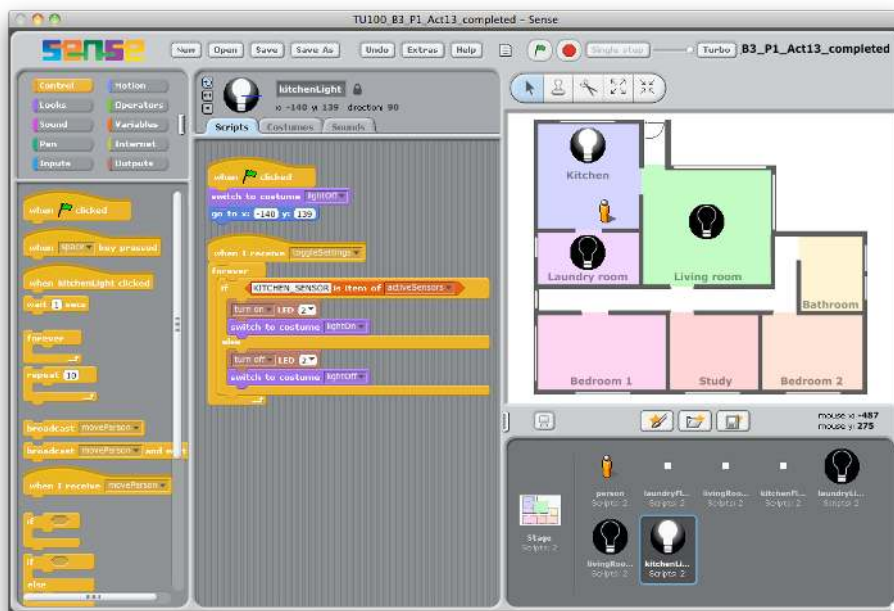 TU100_B3_P1_Act13_completed – Sense
sense
New Open Save Save As Undo Extras Help Single step Turbo B3_P1_Act13_completed
Control Motion
Looks Operators
Sound Variables
Pen Internet
Inputs Outputs
when clicked
when space key pressed
when kitchenLight clicked
wait 1 secs
forever
repeat 10
broadcast movePerson
broadcast movePerson and wait
when I receive movePerson
if
if
else
kitchenLight
x: -140 y: 139 direction: 90
Scripts Costumes Sounds
when clicked
switch to costume lightOff
go to x: -140 y: 139
when I receive toggleSettings
forever
if KITCHEN_SENSOR is item of activeSensors
turn on LED 2
switch to costume lightOn
else
turn off LED 2
switch to costume lightOff
Kitchen
Laundry room
Living room
Bathroom
Bedroom 1
Study
Bedroom 2
mouse x: -487
mouse y: 275
Stage
Scripts: 2
person
Scripts: 2
laundryFl...
Scripts: 2
livingRoo...
Scripts: 2
kitchenFl...
Scripts: 2
laundryLi...
Scripts: 2
livingRoo...
Scripts: 2
kitchenLi...
Scripts: 2